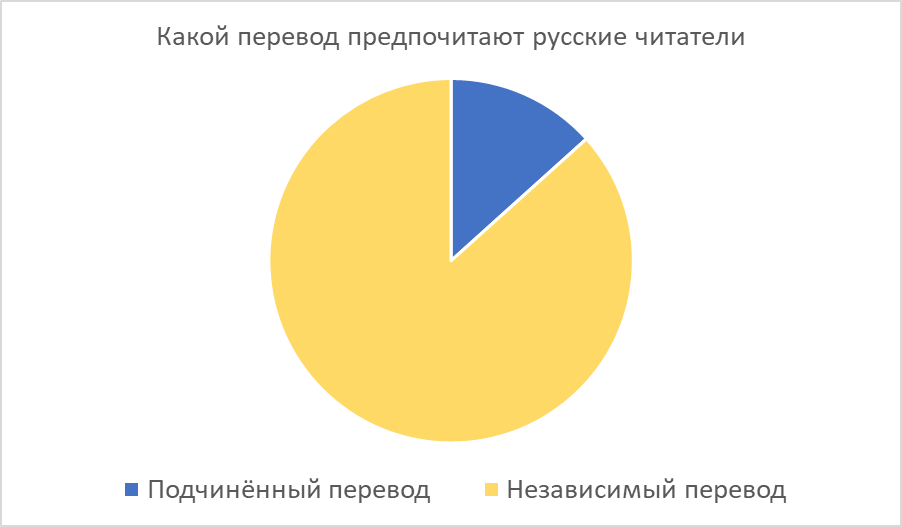 Какой перевод предпочитают русские читатели
Подчинённый перевод
Независимый перевод